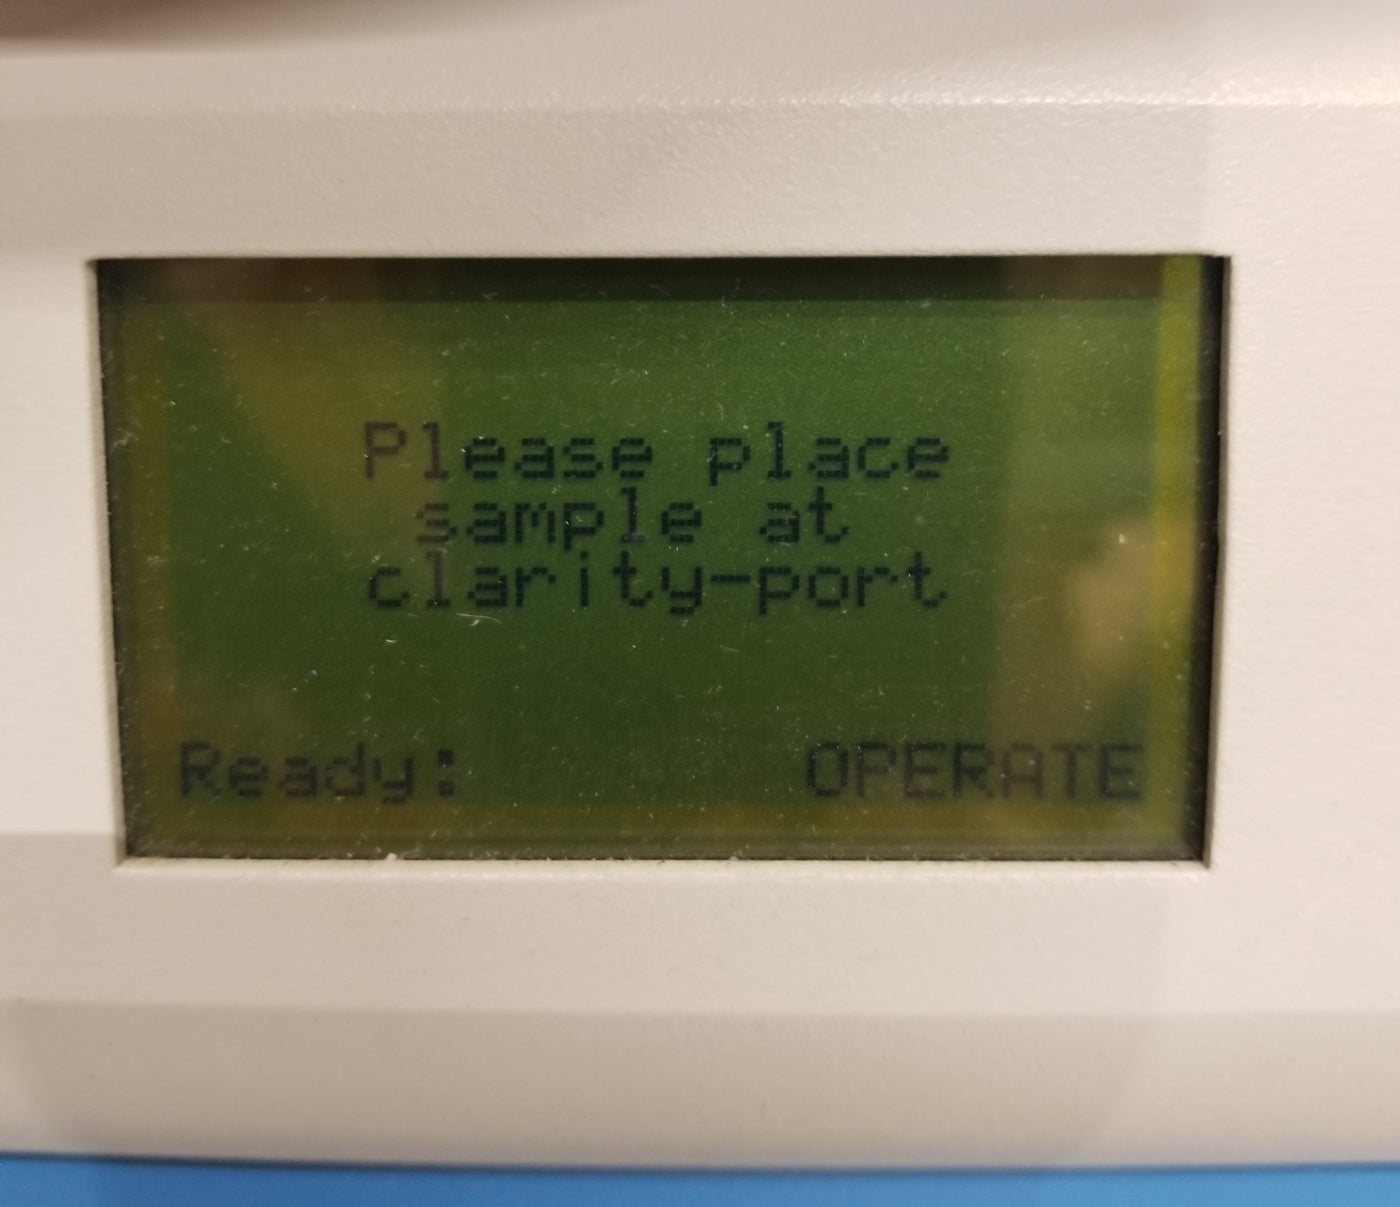 Please place
sample at
clarity-port
Ready: OPERATE